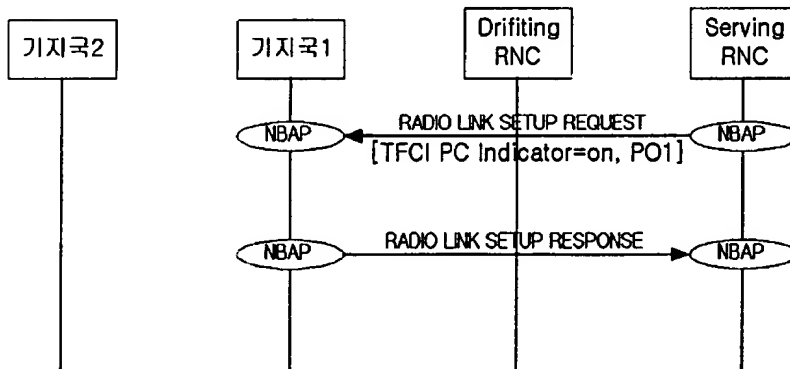 기지국2
기지국1
Drifiting
RNC
Serving
RNC
NBAP
RADIO LINK SETUP REQUEST
NBAP
[TFCI PC Indicator=on, PO1]
NBAP
RADIO LINK SETUP RESPONSE
NBAP